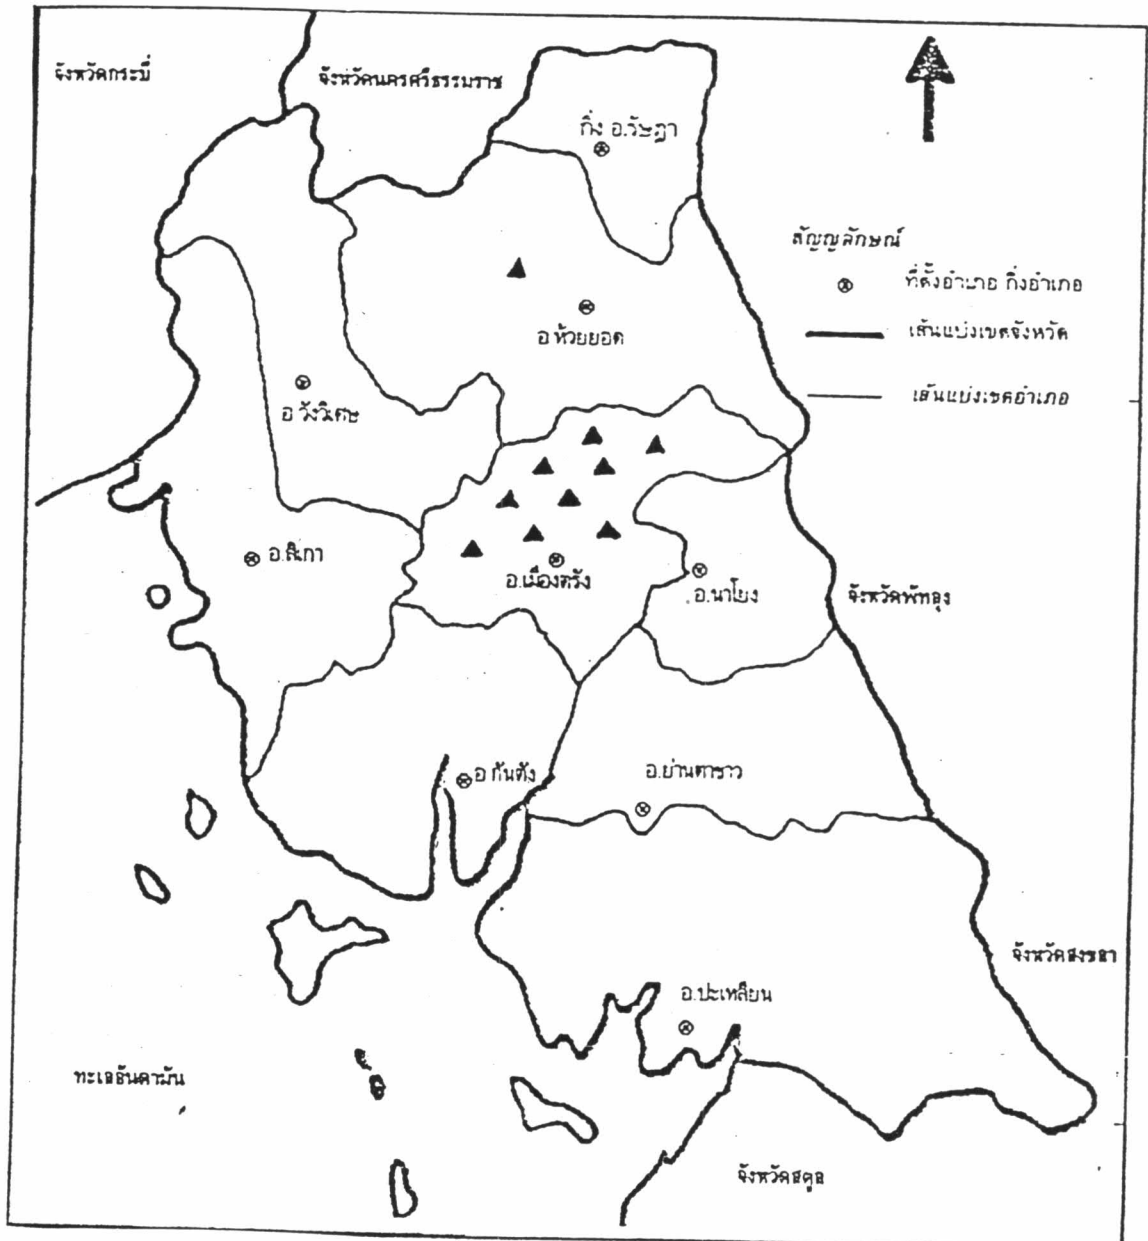 จังหวัดกระบี่
จังหวัดนครศรีธรรมราช
กิ่ง อ.รัษฎา
สัญญลักษณ์
ที่ตั้งอำเภอ กิ่งอำเภอ
เส้นแบ่งเขตจังหวัด
เส้นแบ่งเขตอำเภอ
อ ห้วยยอด
อ วังวิเศษ
อ.สิเกา
อ.เมืองตรัง
อ.นาโยง
จังหวัดพัทลุง
อ กันตัง
อ.ย่านตาขาว
จังหวัดสงขลา
อ.ปะเหลียน
ทะเลอันดามัน
จังหวัดสตูล